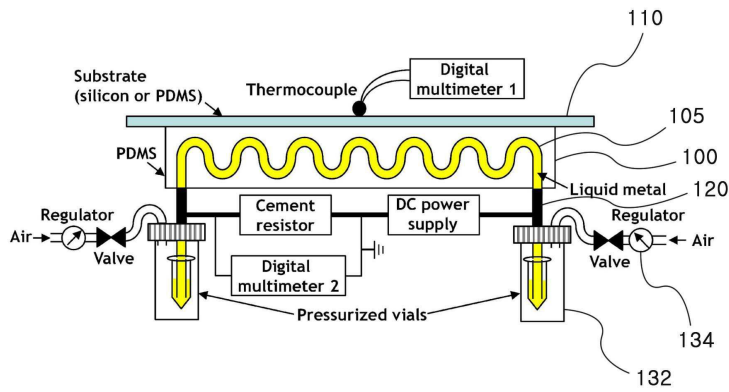 110
Substrate
(silicon or PDMS)
Thermocouple
Digital
multimeter 1
105
PDMS
100
Liquid metal
120
Regulator
Cement
resistor
DC power
supply
Regulator
Air
Valve
Digital
multimeter 2
Valve
Air
Pressurized vials
134
132